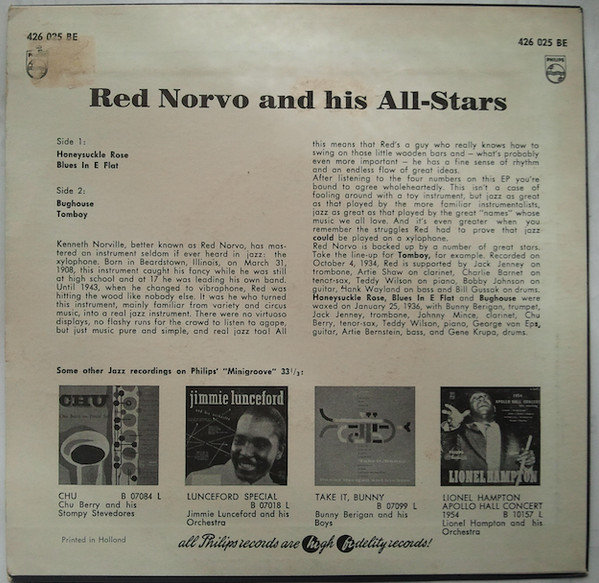 426 025 BE
426 025 BE
PHILIPS
Red Norvo and his All-Stars
Side 1:
Honeysuckle Rose
Blues In E Flat
Side 2:
Bughouse
Tomboy
Kenneth Norville, better known as Red Norvo, has mas-
tered an instrument seldom if ever heard in jazz: the
xylophone. Born in Beardstown, Illinois, on March 31,
1908, this instrument caught his fancy while he was still
at high school and at 17 he was leading his own band.
Until 1943, when he changed to vibraphone, Red was
hitting the wood like nobody else. It was he who turned
this instrument, mainly familiar from variety and circus
music, into a real jazz instrument. There were no virtuoso
displays, no flashy runs for the crowd to listen to agape,
but just music pure and simple, and real jazz too! All
this means that Red's a guy who really knows how to
swing on those little wooden bars and – what's probably
even more important – he has a fine sense of rhythm
and an endless flow of great ideas.
After listening to the four numbers on this EP you're
bound to agree wholeheartedly. This isn't a case of
fooling around with a toy instrument, but jazz as great
as that played by the more familiar instrumentalists,
jazz as great as that played by the great "names" whose
music we all love. And it's even greater when you
remember the struggles Red had to prove that jazz
could be played on a xylophone.
Red Norvo is backed up by a number of great stars.
Take the line-up for Tomboy, for example. Recorded on
October 4, 1934, Red is supported by Jack Jenney on
trombone, Artie Shaw on clarinet, Charlie Barnet on
tenor-sax, Teddy Wilson on piano, Bobby Johnson on
guitar, Hank Wayland on bass and Bill Gussak on drums.
Honeysuckle Rose, Blues In E Flat and Bughouse were
waxed on January 25, 1936, with Bunny Berigan, trumpet,
Jack Jenney, trombone, Johnny Mince, clarinet, Chu
Berry, tenor-sax, Teddy Wilson, piano, George van Eps,
guitar, Artie Bernstein, bass, and Gene Krupa, drums.
Some other Jazz recordings on Philips' "Minigroove" 33 1/3:
CHU
jimmie lunceford
LIONEL HAMPTON
CHU B 07084 L
Chu Berry and his
Stompy Stevedores
LUNCEFORD SPECIAL
B 07018 L
Jimmie Lunceford and his
Orchestra
TAKE IT, BUNNY
B 07099 L
Bunny Berigan and his
Boys
LIONEL HAMPTON
APOLLO HALL CONCERT
1954 B 10157 L
Lionel Hampton and his
Orchestra
Printed in Holland
all Philips records are high fidelity records!